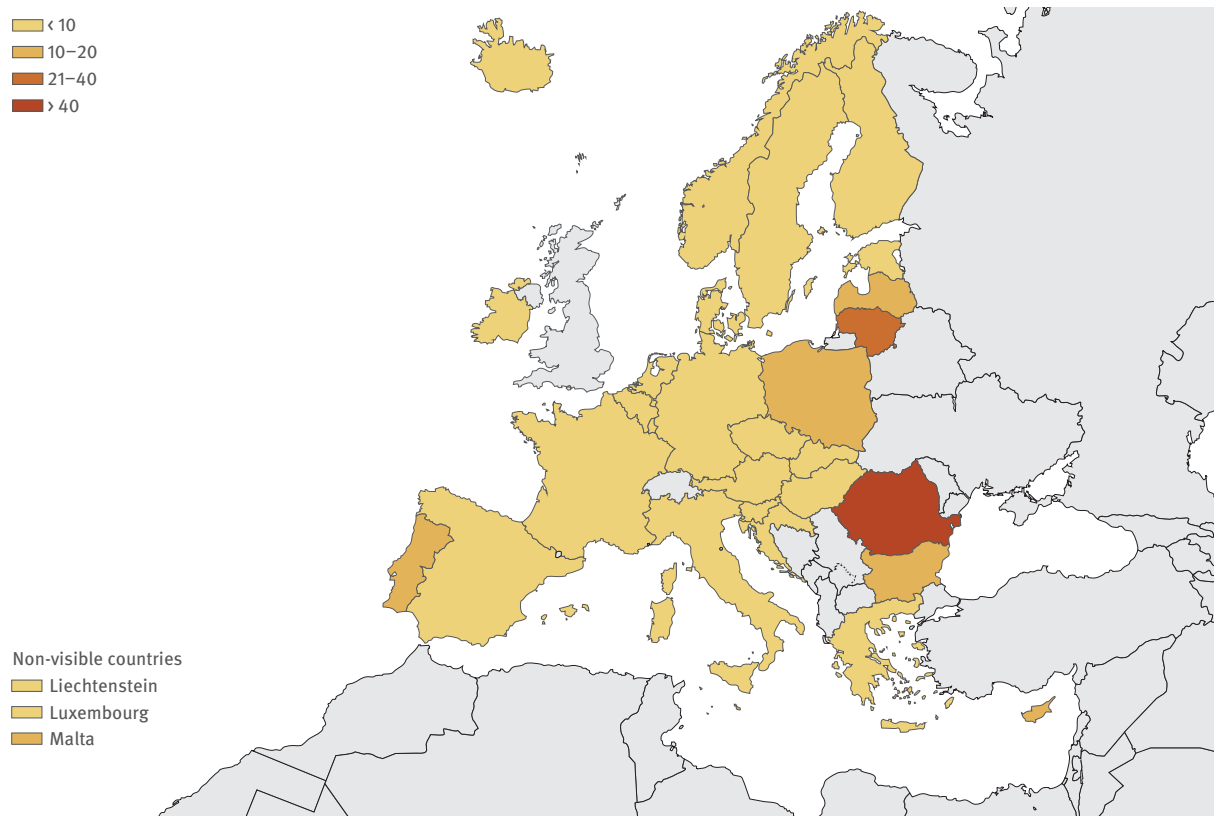 < 10
10–20
21–40
> 40
Non-visible countries
Liechtenstein
Luxembourg
Malta